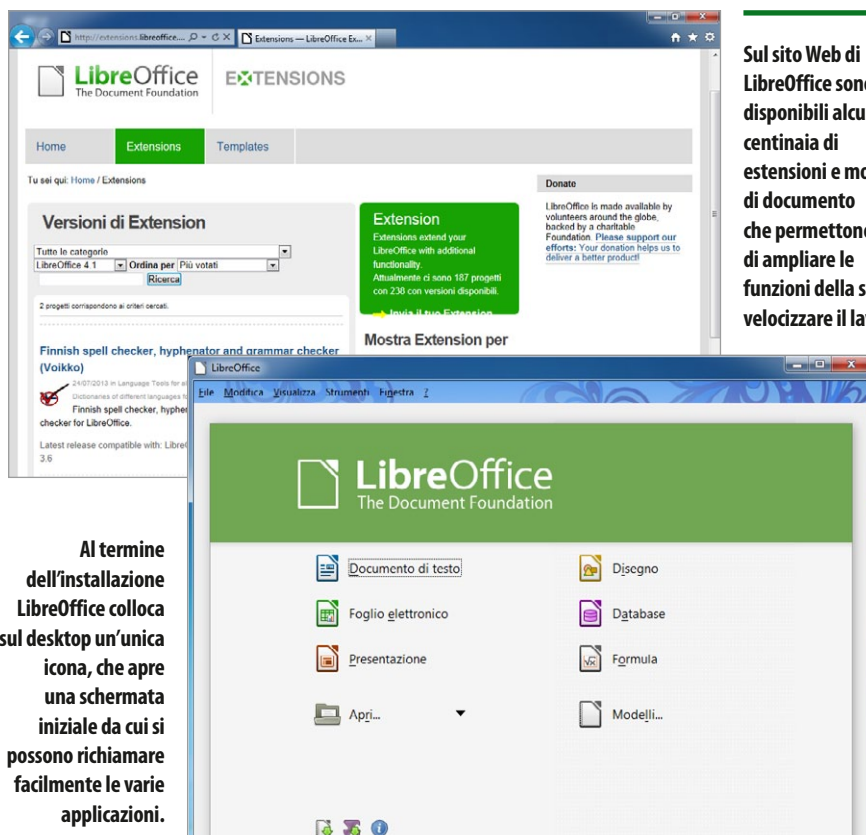 http://extensions.libreoffice....
Extensions — LibreOffice Ex...
LibreOffice
The Document Foundation
EXTENSIONS
Home
Extensions
Templates
Tu sei qui: Home / Extensions
Versioni di Extension
Tutte le categorie
LibreOffice 4.1
Ordina per Più votati
Ricerca
2 progetti corrispondono ai criteri cercati.
Finnish spell checker, hyphenator and grammar checker
(Voikko)
24/07/2013 in Language Tools for
Dictionaries of different languages
Finnish spell checker,
checker for LibreOffice.
Latest release compatible with:
3.6
Extension
Extensions extend your
LibreOffice with additional
functionality.
Attualmente ci sono 187 progetti
con 238 con versioni disponibili.
Invia il tuo Extension
Mostra Extension per
Donate
LibreOffice is made available by
volunteers around the globe,
backed by a charitable
Foundation. Please support our
efforts: Your donation helps us to
deliver a better product!
Sul sito Web di
LibreOffice
disponibili
centinaia di
estensioni e
di documento
che
di ampliare le
funzioni della
velocizzare il
LibreOffice
File Modifica Visualizza Strumenti Finestra ?
LibreOffice
The Document Foundation
Documento di testo
Disegno
Foglio elettronico
Database
Presentazione
Formula
Apri...
Modelli...
Al termine
dell'installazione
LibreOffice colloca
sul desktop un'unica
icona, che apre
una schermata
iniziale da cui si
possono richiamare
facilmente le varie
applicazioni.